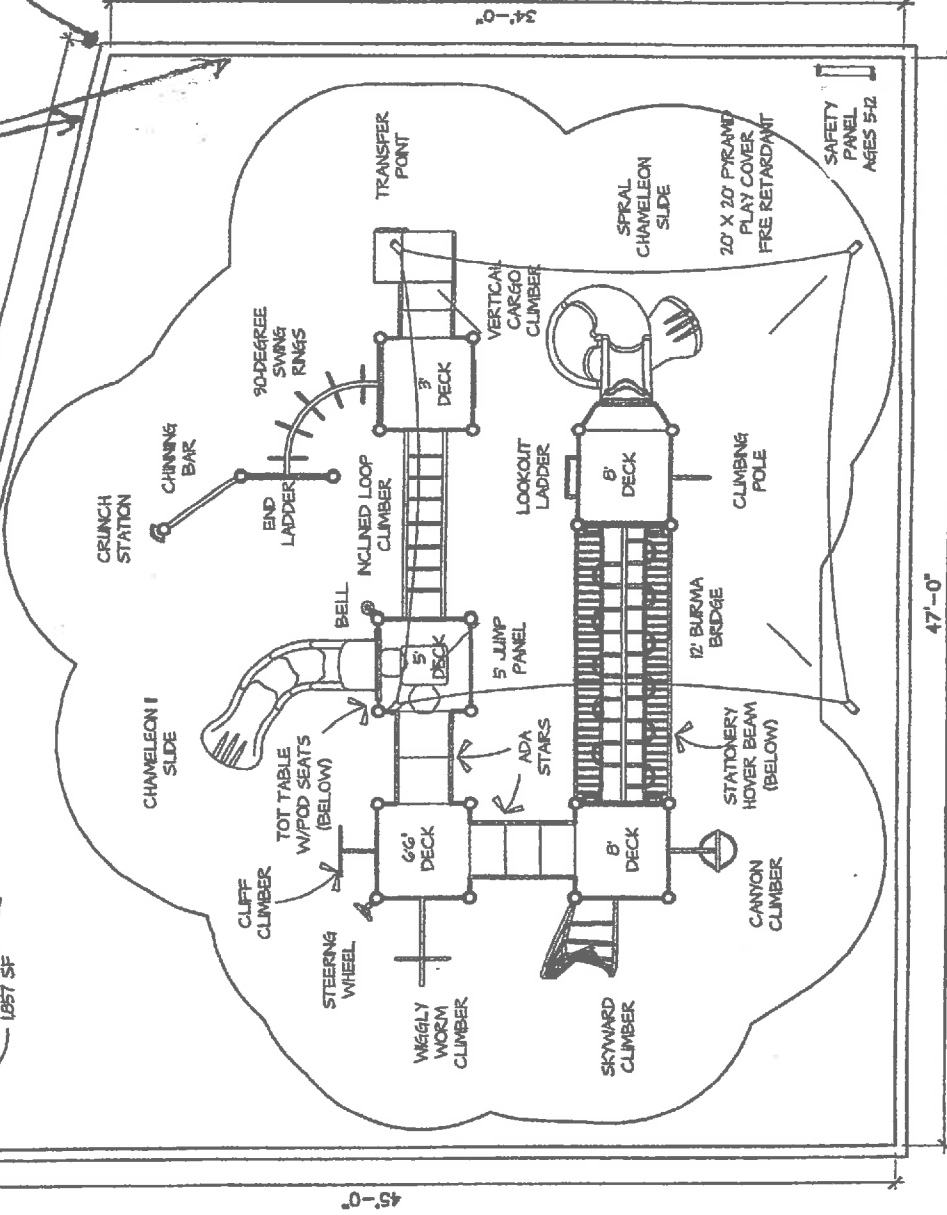 34'-0"
1,857 SF
45'-0"
47'-0"
CRUNCH
STATION
CHINNING
BAR
90-DEGREE
SWING
RINGS
TRANSFER
POINT
END
LADDER
INCLINED LOOP
CLIMBER
BELL
CHAMELEON II
SLIDE
TOT TABLE
W/POD SEATS
(BELOW)
CLIFF
CLIMBER
STEERING
WHEEL
WIGGLY
WORM
CLIMBER
6'6"
DECK
5'
DECK
3'
DECK
VERTICAL
CARGO
CLIMBER
5' JUMP
PANEL
ADA
STARS
LOOKOUT
LADDER
SPIRAL
CHAMELEON
SLIDE
SKYWARD
CLIMBER
8'
DECK
8'
DECK
CANYON
CLIMBER
STATIONERY
HOVER BEAM
(BELOW)
12' BURMA
BRIDGE
CLIMBING
POLE
20' X 20' PYRAMID
PLAY COVER
FIRE RETARDANT
SAFETY
PANEL
AGES 5-12